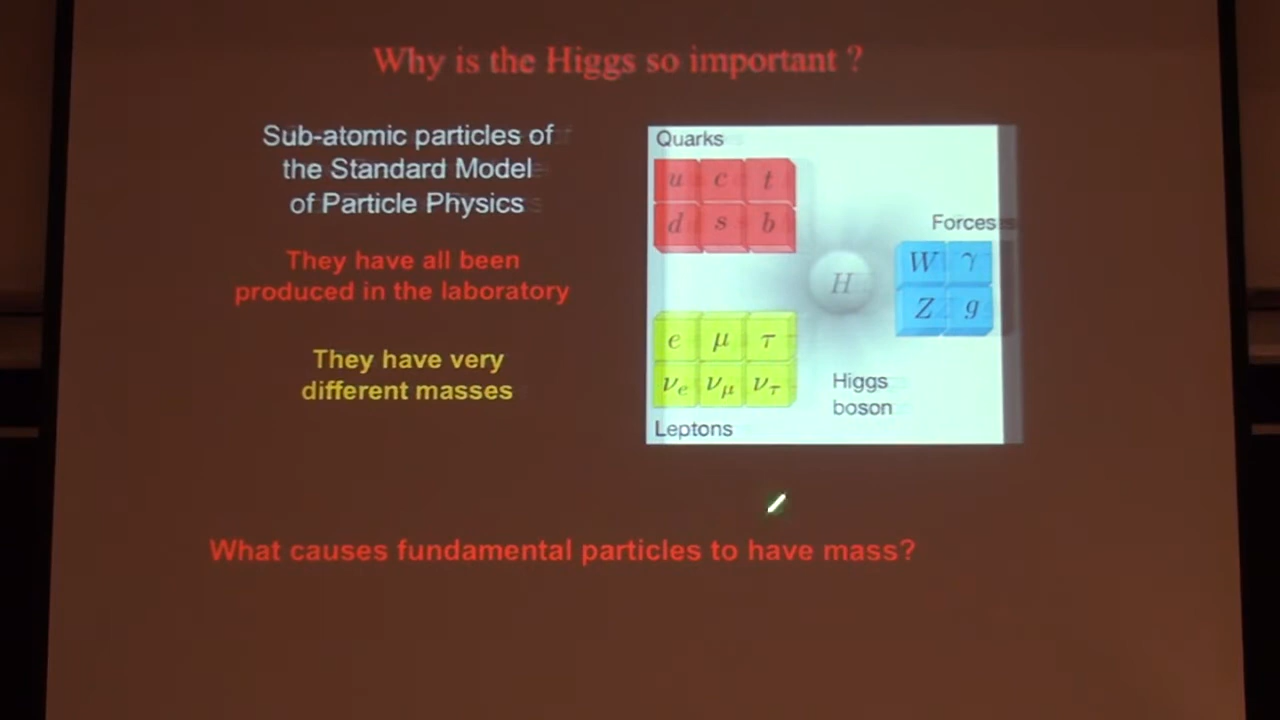 Why is the Higgs so important ?
Sub-atomic particles of
the Standard Model
of Particle Physics
They have all been
produced in the laboratory
They have very
different masses
Quarks
u c t
d s b
Forces
W γ
Z g
H
e μ τ
νe νμ ντ
Higgs
boson
Leptons
What causes fundamental particles to have mass?